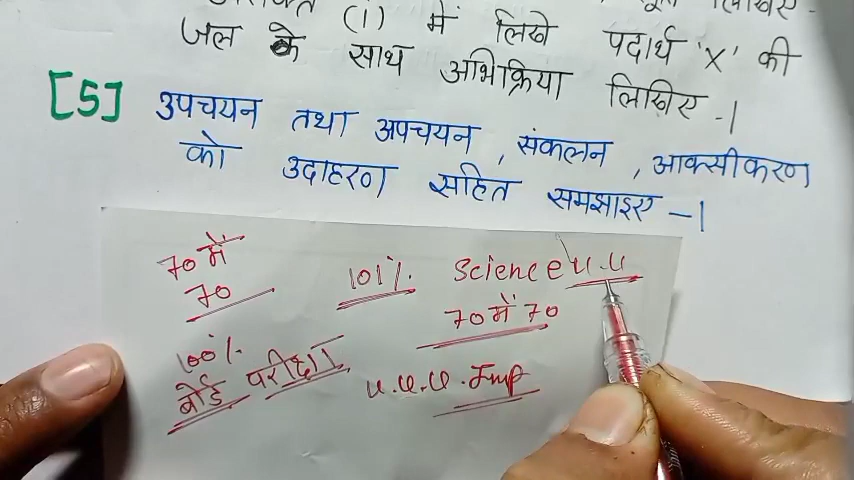 (i) में लिखे पदार्थ 'X' की
जल के साथ अभिक्रिया लिखिए -1
[5] उपचयन तथा अपचयन, संकलन, आक्सीकरण
को उदाहरण सहित समझाइए -1
70 में
70
101%.
Science v.v
70 में 70
100%.
बोर्ड परीक्षा
v.v.v. Imp